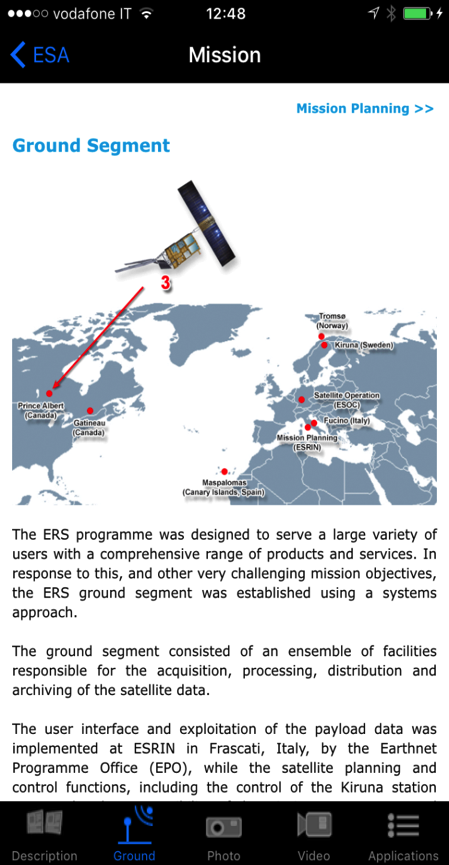 vodafone IT 12:48
ESA Mission
Mission Planning >>
Ground Segment
3
Tromsø
(Norway)
Kiruna (Sweden)
Prince Albert
(Canada)
Gatineau
(Canada)
Satellite Operation
(ESOC)
Fucino (Italy)
Mission Planning
(ESRIN)
Maspalomas
(Canary Islands, Spain)
The ERS programme was designed to serve a large variety of
users with a comprehensive range of products and services. In
response to this, and other very challenging mission objectives,
the ERS ground segment was established using a systems
approach.
The ground segment consisted of an ensemble of facilities
responsible for the acquisition, processing, distribution and
archiving of the satellite data.
The user interface and exploitation of the payload data was
implemented at ESRIN in Frascati, Italy, by the Earthnet
Programme Office (EPO), while the satellite planning and
control functions, including the control of the Kiruna station
Description Ground Photo Video Applications